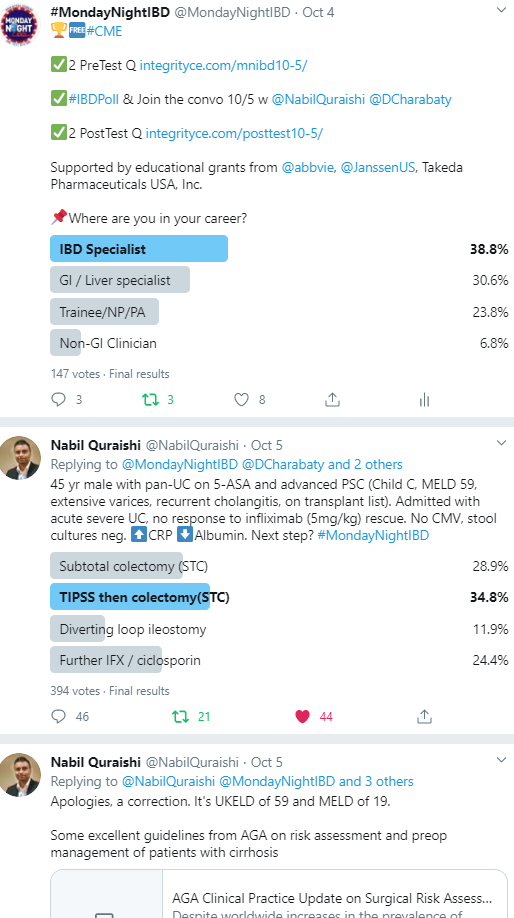 MONDAY
NIGHT
#MondayNightIBD @MondayNightIBD · Oct 4
🏆🆓#CME
✅2 PreTest Q integrityce.com/mnibd10-5/
✅#IBDPoll & Join the convo 10/5 w @NabilQuraishi @DCharabaty
✅2 PostTest Q integrityce.com/posttest10-5/
Supported by educational grants from @abbvie, @JanssenUS, Takeda
Pharmaceuticals USA, Inc.
📌Where are you in your career?
IBD Specialist 38.8%
GI / Liver specialist 30.6%
Trainee/NP/PA 23.8%
Non-GI Clinician 6.8%
147 votes · Final results
3 3 8
Nabil Quraishi @NabilQuraishi · Oct 5
Replying to @MondayNightIBD @DCharabaty and 2 others
45 yr male with pan-UC on 5-ASA and advanced PSC (Child C, MELD 59,
extensive varices, recurrent cholangitis, on transplant list). Admitted with
acute severe UC, no response to infliximab (5mg/kg) rescue. No CMV, stool
cultures neg. ⬆CRP ⬇Albumin. Next step? #MondayNightIBD
Subtotal colectomy (STC) 28.9%
TIPSS then colectomy(STC) 34.8%
Diverting loop ileostomy 11.9%
Further IFX / ciclosporin 24.4%
394 votes · Final results
46 21 44
Nabil Quraishi @NabilQuraishi · Oct 5
Replying to @NabilQuraishi @MondayNightIBD and 3 others
Apologies, a correction. It's UKELD of 59 and MELD of 19.
Some excellent guidelines from AGA on risk assessment and preop
management of patients with cirrhosis
AGA Clinical Practice Update on Surgical Risk Assess...
Despite worldwide increases in the prevalence of